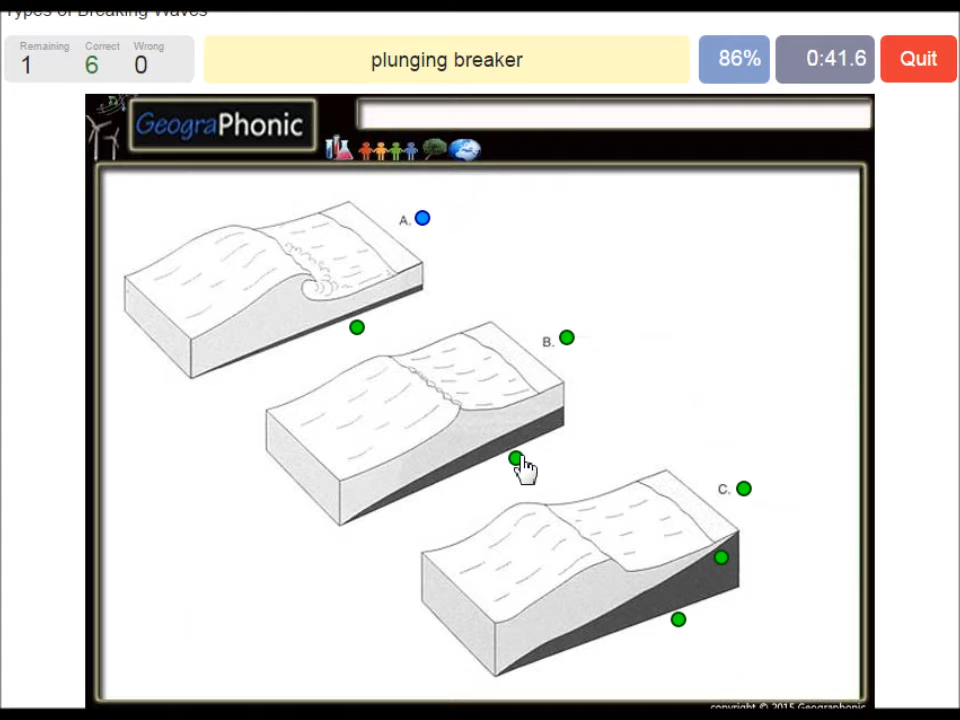 Types of Breaking Waves
Remaining Correct Wrong
1 6 0
plunging breaker
86%
0:41.6
Quit
GeograPhonic
A.
B.
C.
copyright © 2015 Geographonic